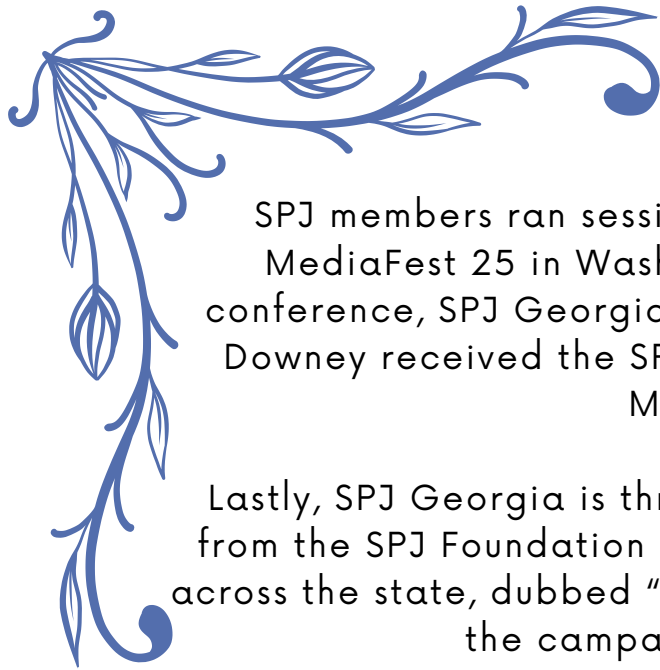 SPJ members ran sessi
MediaFest 25 in Wash
conference, SPJ Georgia
Downey received the SP
M
Lastly, SPJ Georgia is thr
from the SPJ Foundation
across the state, dubbed “
the campa